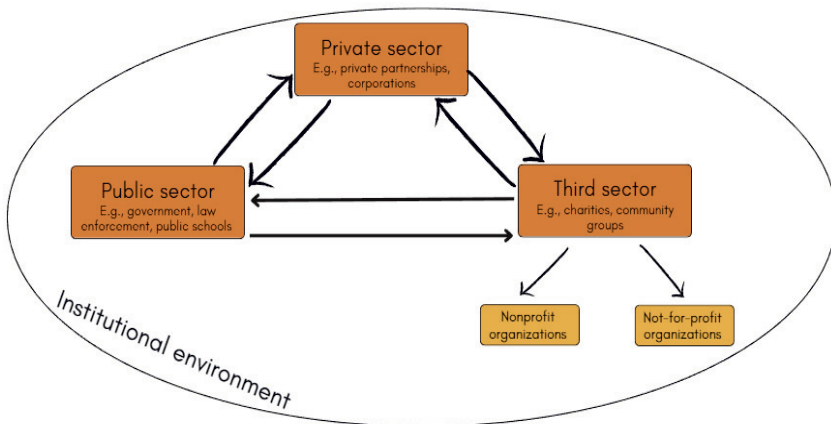 Private sector
E.g., private partnerships,
corporations
Public sector
E.g., government, law
enforcement, public schools
Third sector
E.g., charities, community
groups
Nonprofit
organizations
Not-for-profit
organizations
Institutional environment